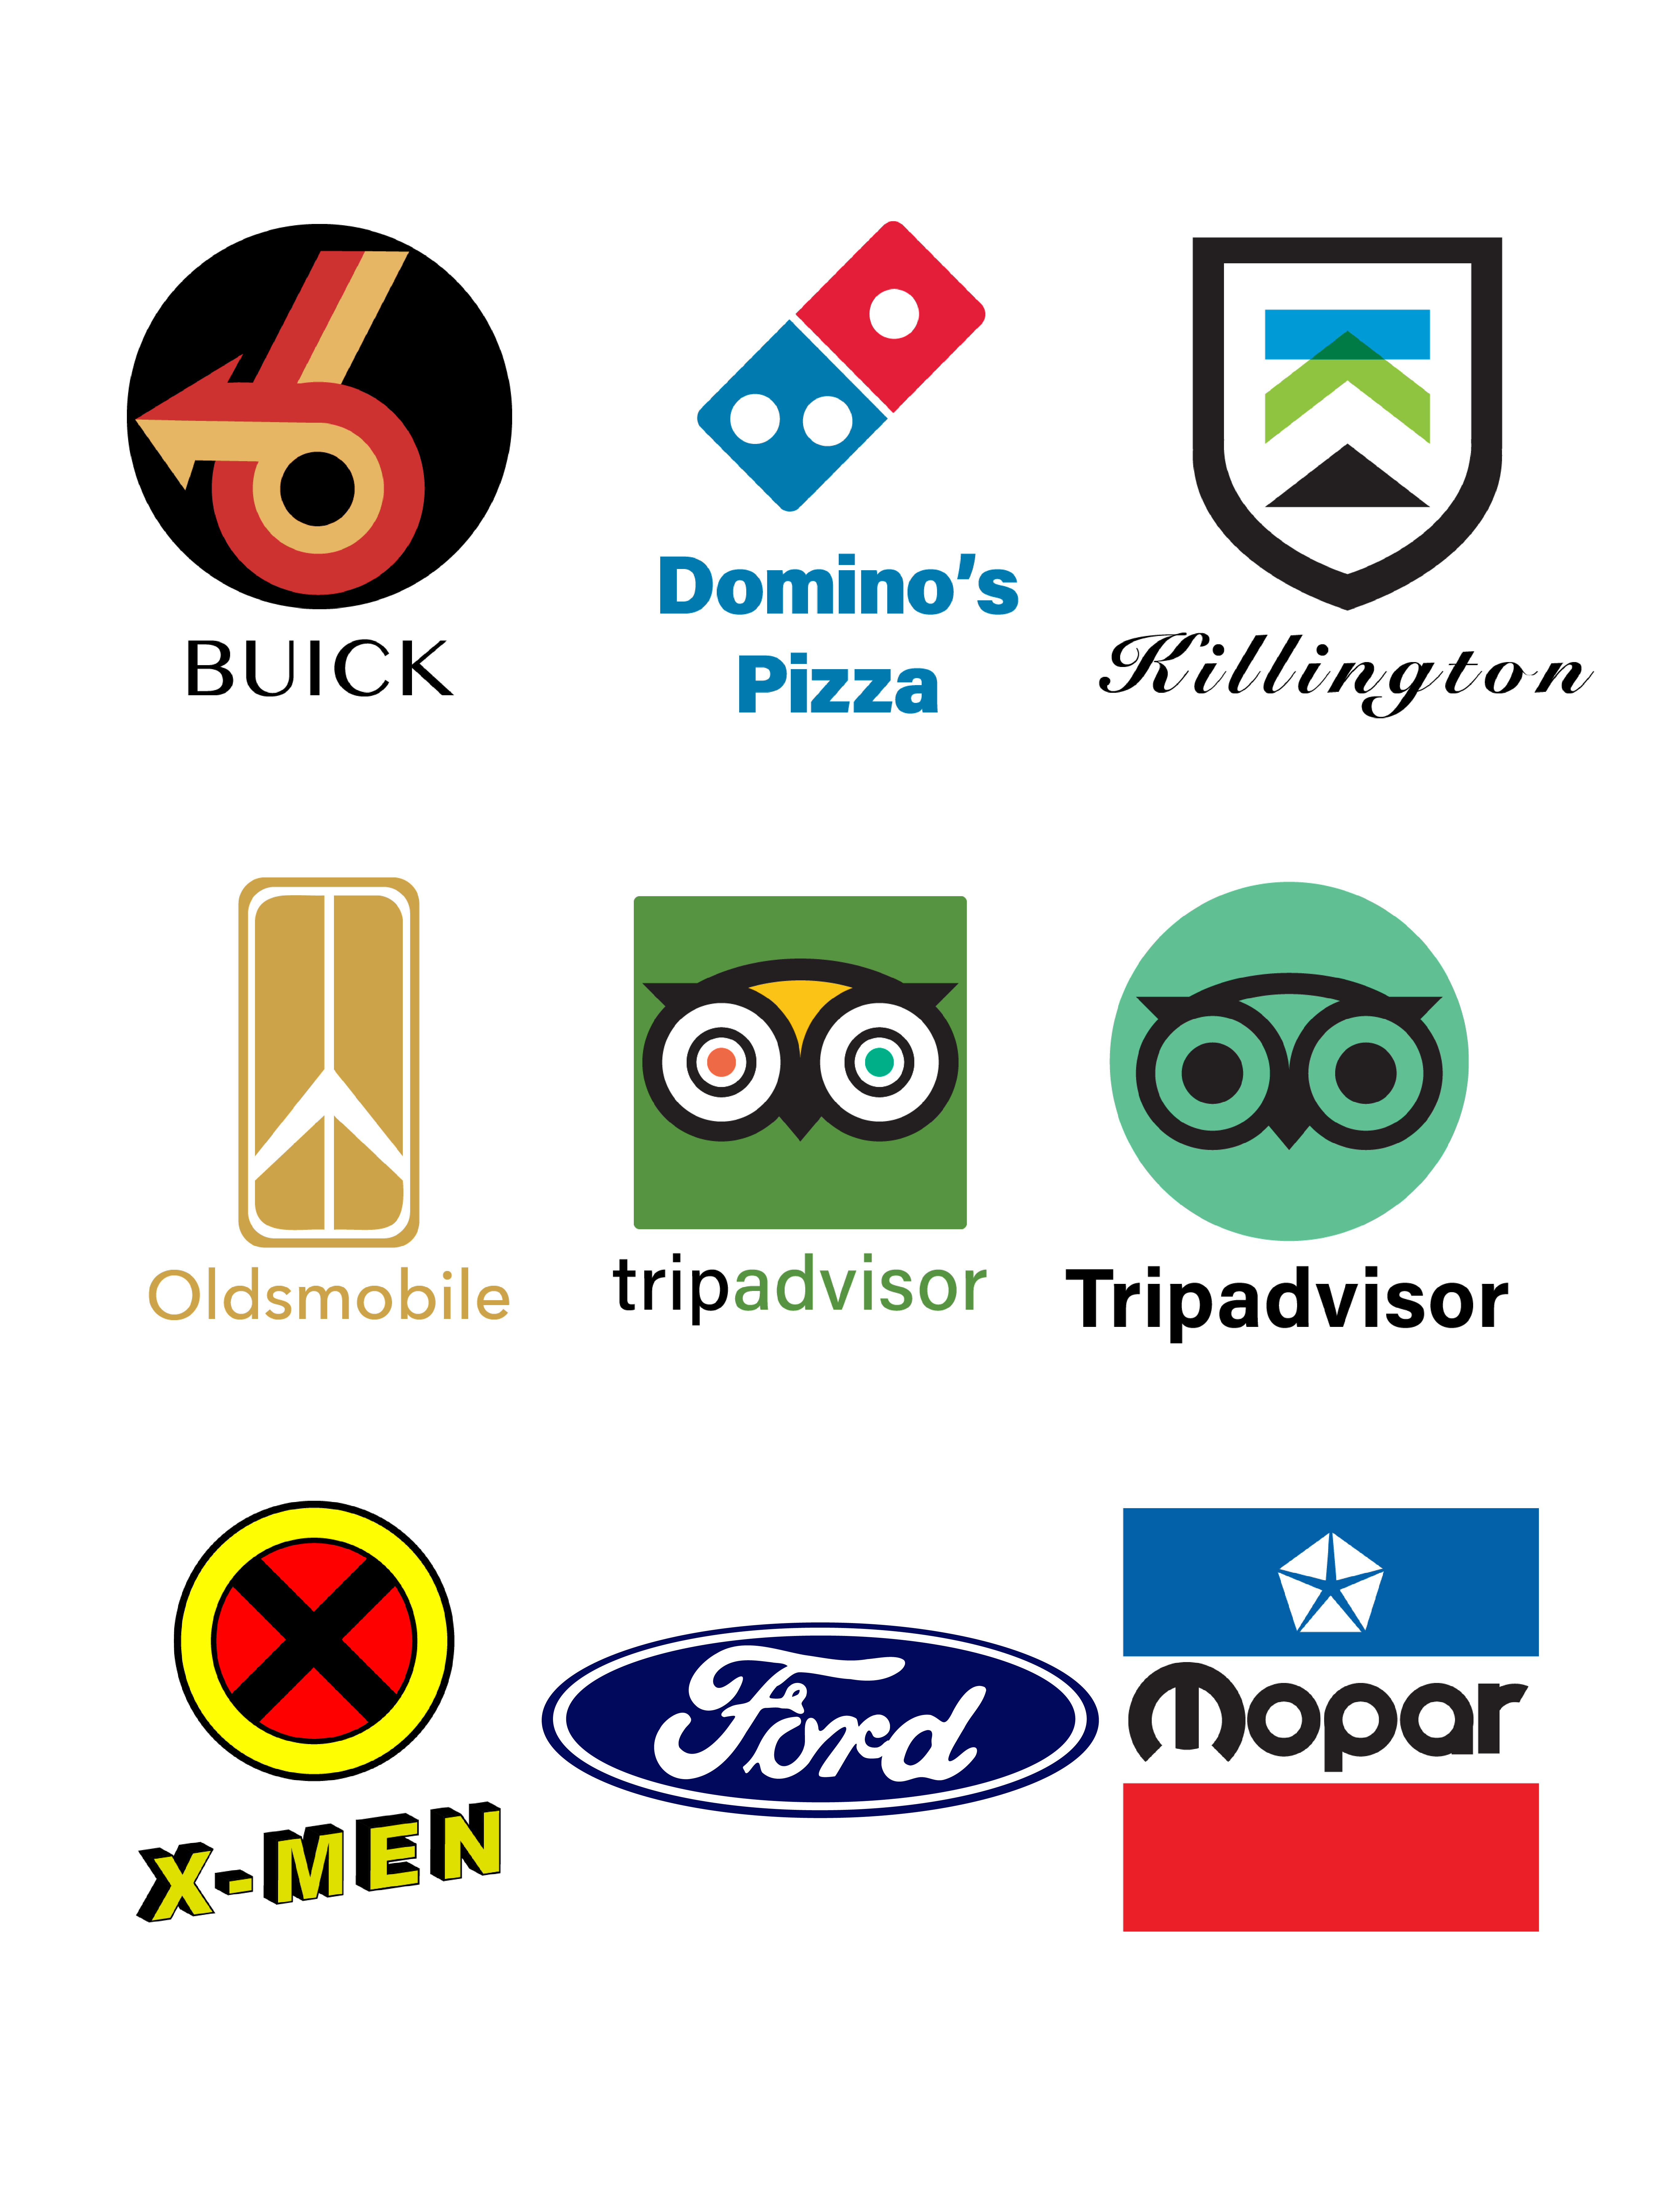 BUICK
Domino's
Pizza
Killington
Oldsmobile
tripadvisor
Tripadvisor
X-MEN
Ford
Mopar